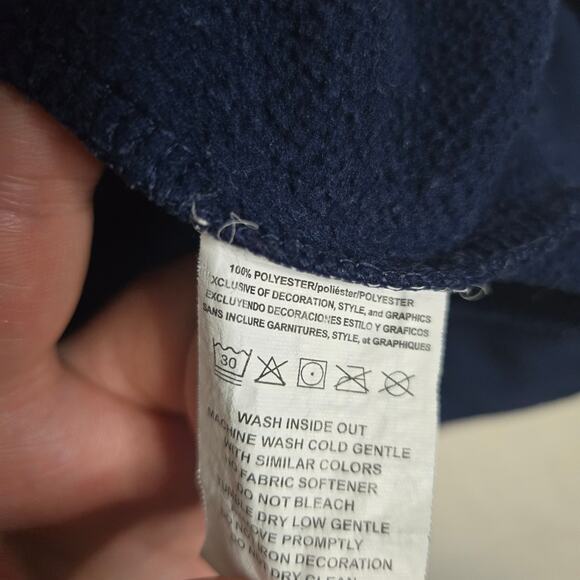 100% POLYESTER/poliéster/POLYESTER
EXCLUSIVE OF DECORATION, STYLE, and GRAPHICS
EXCLUYENDO DECORACIONES ESTILO Y GRAFICOS
SANS INCLURE GARNITURES, STYLE, et GRAPHIQUES
30
WASH INSIDE OUT
MACHINE WASH COLD GENTLE
WITH SIMILAR COLORS
NO FABRIC SOFTENER
DO NOT BLEACH
TUMBLE DRY LOW GENTLE
PROMPTLY
IRON DECORATION
NOT DRY CLEAN